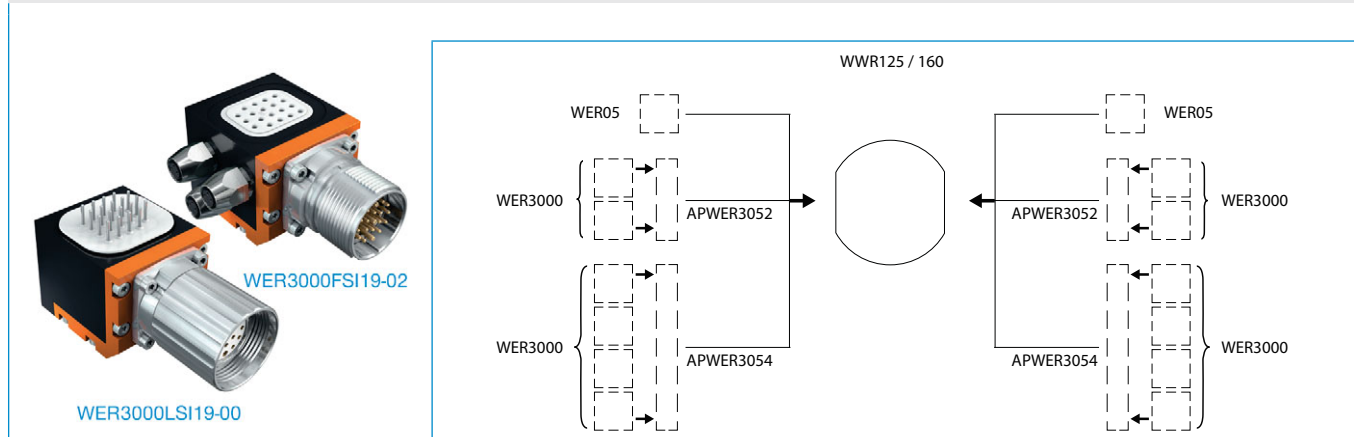 WWR125 / 160
WER05
WER05
WER3000
APWER3052
APWER3052
WER3000
WER3000FSI19-02
WER3000
APWER3054
APWER3054
WER3000
WER3000LSI19-00